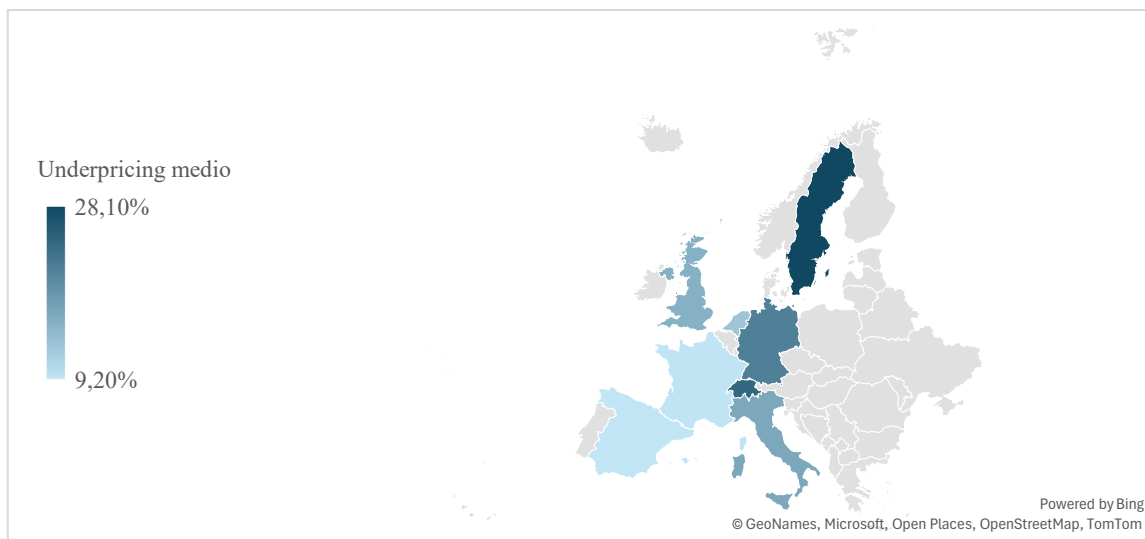 Underpricing medio
28,10%
9,20%
Powered by Bing
© GeoNames, Microsoft, Open Places, OpenStreetMap, TomTom